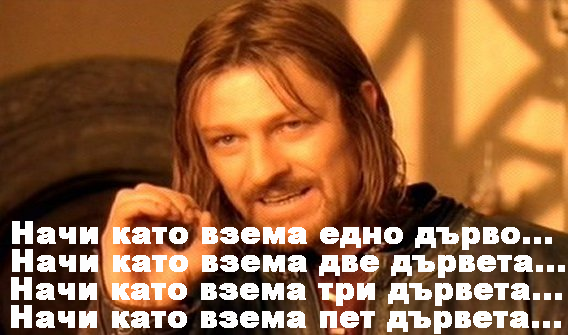 Начи като взема едно дърво...
Начи като взема две дървета...
Начи като взема три дървета...
Начи като взема пет дървета...